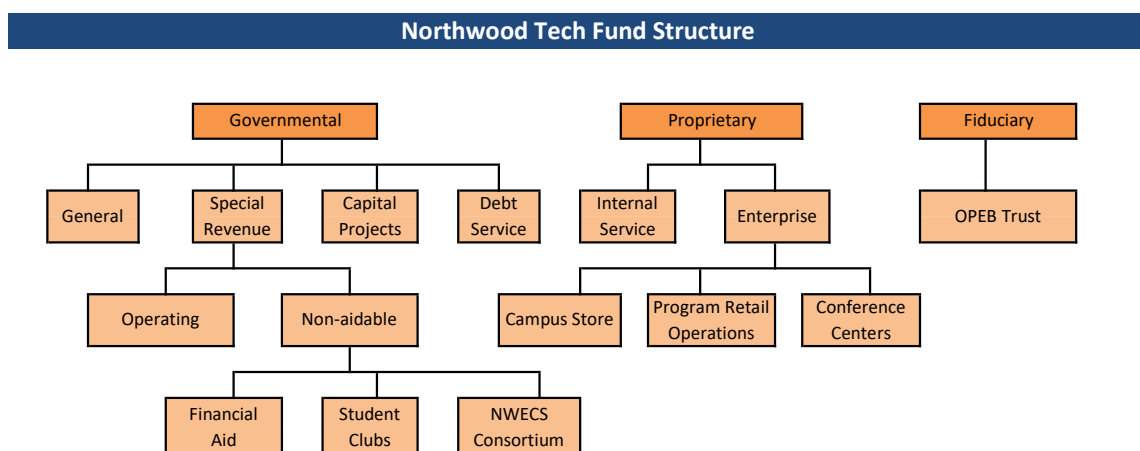 Northwood Tech Fund Structure
Governmental
Proprietary
Fiduciary
General
Special
Revenue
Capital
Projects
Debt
Service
Internal
Service
Enterprise
OPEB Trust
Operating
Non-aidable
Campus Store
Program Retail
Operations
Conference
Centers
Financial
Aid
Student
Clubs
NWECS
Consortium